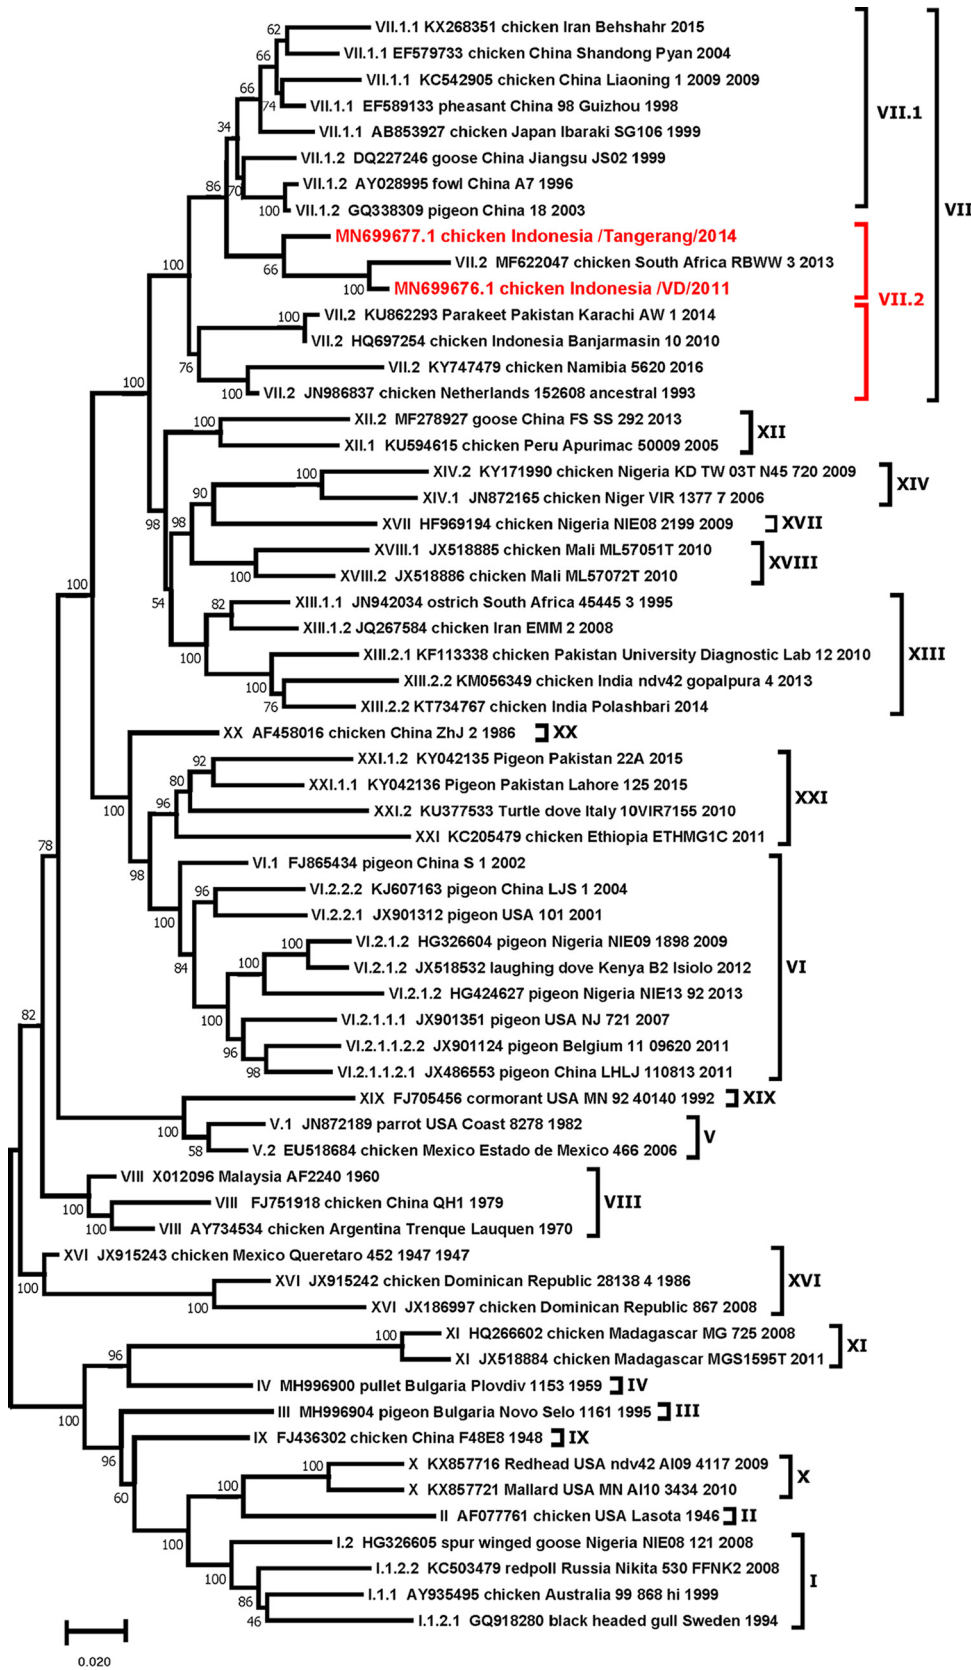 62
VII.1.1 KX268351 chicken Iran Behshahr 2015
66
VII.1.1 EF579733 chicken China Shandong Pyan 2004
66
VII.1.1 KC542905 chicken China Liaoning 1 2009 2009
74
VII.1.1 EF589133 pheasant China 98 Guizhou 1998
VII.1
34
VII.1.1 AB853927 chicken Japan Ibaraki SG106 1999
VII.1.2 DQ227246 goose China Jiangsu JS02 1999
86
70
VII.1.2 AY028995 fowl China A7 1996
100
VII.1.2 GQ338309 pigeon China 18 2003
VII
MN699677.1 chicken Indonesia /Tangerang/2014
66
VII.2 MF622047 chicken South Africa RBWW 3 2013
100
100
MN699676.1 chicken Indonesia /VD/2011
VII.2
100
VII.2 KU862293 Parakeet Pakistan Karachi AW 1 2014
VII.2 HQ697254 chicken Indonesia Banjarmasin 10 2010
76
VII.2 KY747479 chicken Namibia 5620 2016
100
100
VII.2 JN986837 chicken Netherlands 152608 ancestral 1993
100
XII.2 MF278927 goose China FS SS 292 2013
XII
XII.1 KU594615 chicken Peru Apurimac 50009 2005
100
XIV.2 KY171990 chicken Nigeria KD TW 03T N45 720 2009
XIV
90
XIV.1 JN872165 chicken Niger VIR 1377 7 2006
98
98
XVII HF969194 chicken Nigeria NIE08 2199 2009
XVII
XVIII.1 JX518885 chicken Mali ML57051T 2010
XVIII
100
XVIII.2 JX518886 chicken Mali ML57072T 2010
100
54
82
XIII.1.1 JN942034 ostrich South Africa 45445 3 1995
XIII.1.2 JQ267584 chicken Iran EMM 2 2008
100
XIII.2.1 KF113338 chicken Pakistan University Diagnostic Lab 12 2010
XIII
100
XIII.2.2 KM056349 chicken India ndv42 gopalpura 4 2013
76
XIII.2.2 KT734767 chicken India Polashbari 2014
XX AF458016 chicken China ZhJ 2 1986
XX
92
XXI.1.2 KY042135 Pigeon Pakistan 22A 2015
80
XXI.1.1 KY042136 Pigeon Pakistan Lahore 125 2015
XXI
100
96
XXI.2 KU377533 Turtle dove Italy 10VIR7155 2010
XXI KC205479 chicken Ethiopia ETHMG1C 2011
78
98
VI.1 FJ865434 pigeon China S 1 2002
96
VI.2.2.2 KJ607163 pigeon China LJS 1 2004
100
VI.2.2.1 JX901312 pigeon USA 101 2001
100
VI.2.1.2 HG326604 pigeon Nigeria NIE09 1898 2009
84
100
VI.2.1.2 JX518532 laughing dove Kenya B2 Isiolo 2012
VI
VI.2.1.2 HG424627 pigeon Nigeria NIE13 92 2013
82
100
VI.2.1.1.1 JX901351 pigeon USA NJ 721 2007
96
VI.2.1.1.2.2 JX901124 pigeon Belgium 11 09620 2011
98
VI.2.1.1.2.1 JX486553 pigeon China LHLJ 110813 2011
XIX FJ705456 cormorant USA MN 92 40140 1992
XIX
100
V.1 JN872189 parrot USA Coast 8278 1982
V
58
V.2 EU518684 chicken Mexico Estado de Mexico 466 2006
VIII X012096 Malaysia AF2240 1960
100
VIII FJ751918 chicken China QH1 1979
VIII
100
VIII AY734534 chicken Argentina Trenque Lauquen 1970
XVI JX915243 chicken Mexico Queretaro 452 1947 1947
100
XVI JX915242 chicken Dominican Republic 28138 4 1986
XVI
100
XVI JX186997 chicken Dominican Republic 867 2008
100
XI HQ266602 chicken Madagascar MG 725 2008
XI
96
XI JX518884 chicken Madagascar MGS1595T 2011
IV MH996900 pullet Bulgaria Plovdiv 1153 1959
IV
100
III MH996904 pigeon Bulgaria Novo Selo 1161 1995
III
IX FJ436302 chicken China F48E8 1948
IX
96
100
X KX857716 Redhead USA ndv42 AI09 4117 2009
X
60
100
X KX857721 Mallard USA MN AI10 3434 2010
II AF077761 chicken USA Lasota 1946
II
100
I.2 HG326605 spur winged goose Nigeria NIE08 121 2008
100
I.1.2.2 KC503479 redpoll Russia Nikita 530 FFNK2 2008
I
86
I.1.1 AY935495 chicken Australia 99 868 hi 1999
46
I.1.2.1 GQ918280 black headed gull Sweden 1994
0.020